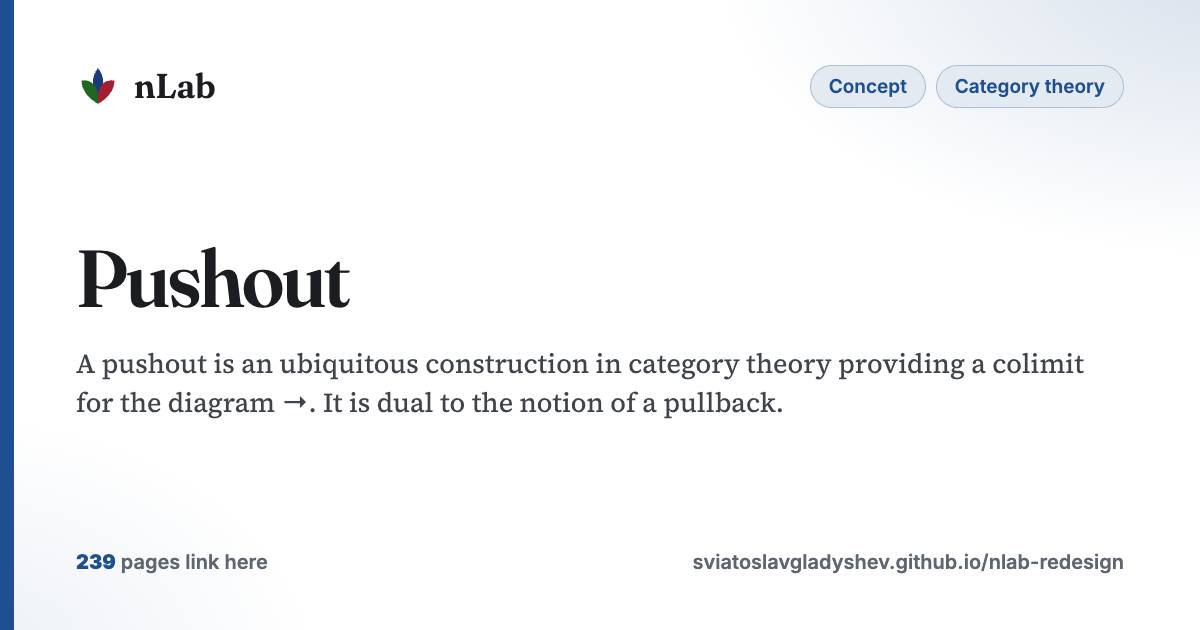 nLab
Concept
Category theory
Pushout
A pushout is an ubiquitous construction in category theory providing a colimit
for the diagram →. It is dual to the notion of a pullback.
239 pages link here
sviatoslavgladyshev.github.io/nlab-redesign